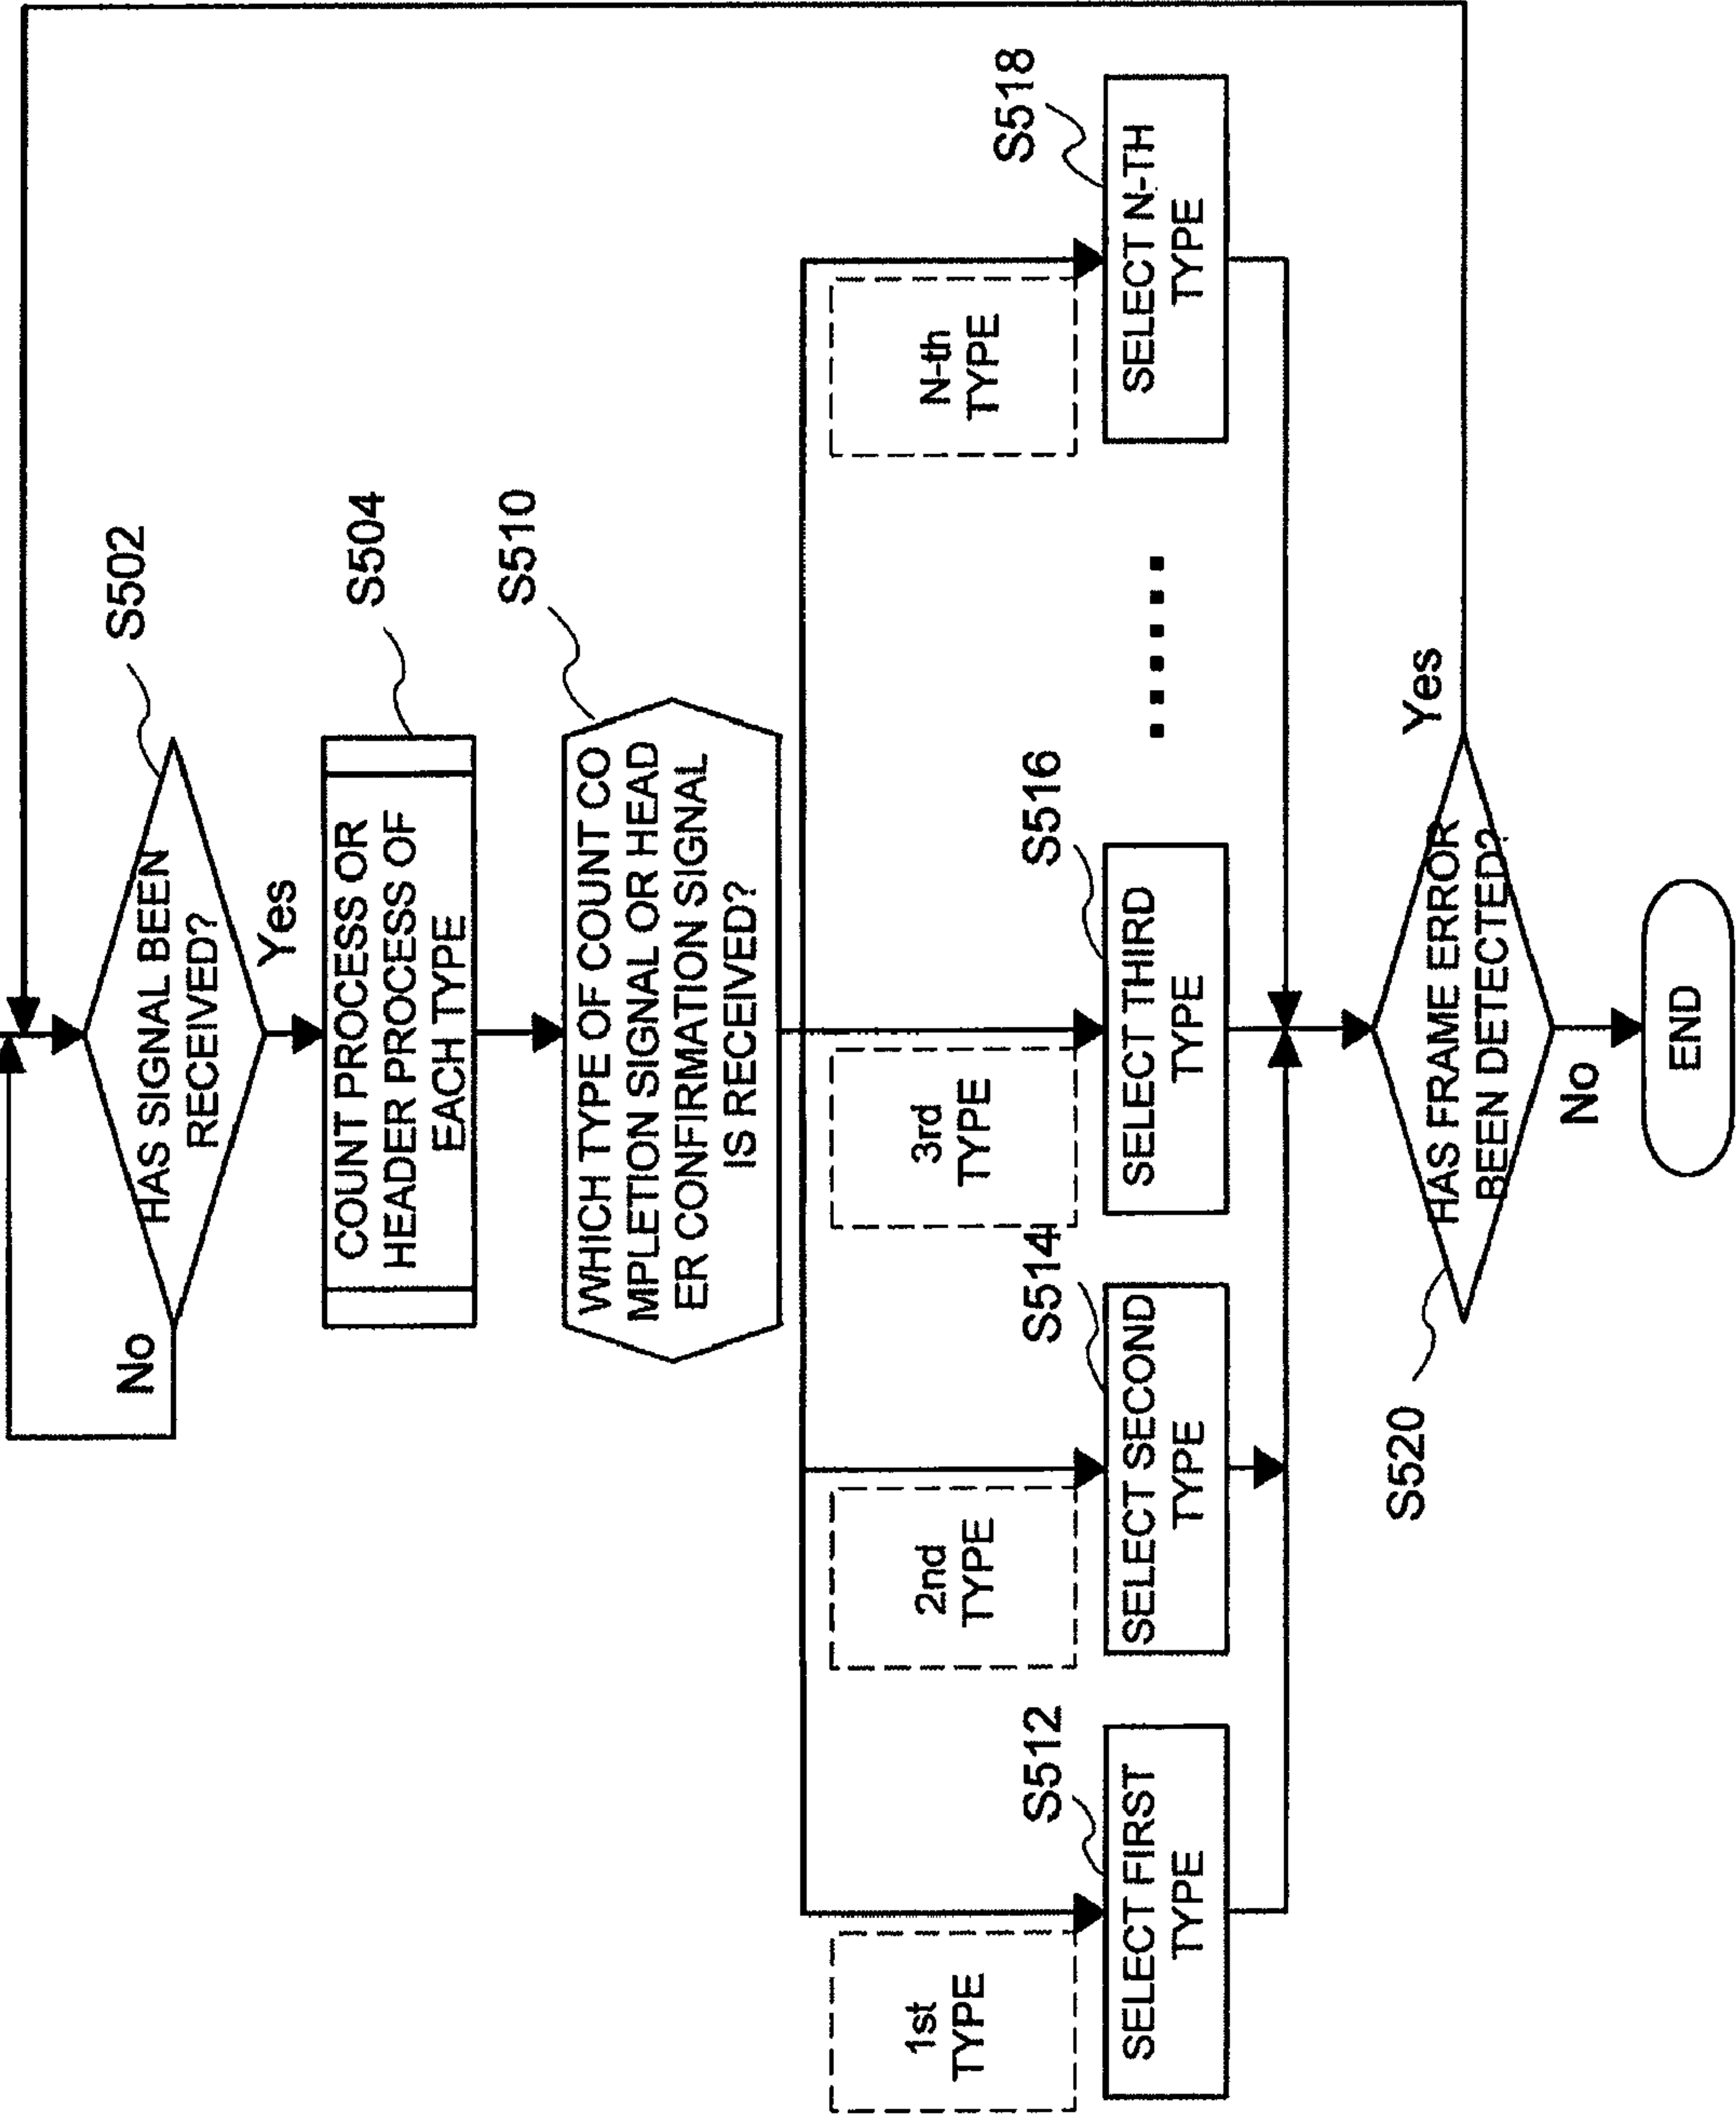 S502
HAS SIGNAL BEEN
RECEIVED?
No
Yes
S504
COUNT PROCESS OR
HEADER PROCESS OF
EACH TYPE
S510
WHICH TYPE OF COUNT CO
MPLETION SIGNAL OR HEAD
ER CONFIRMATION SIGNAL
IS RECEIVED?
1st
TYPE
2nd
TYPE
3rd
TYPE
N-th
TYPE
S512
SELECT FIRST
TYPE
S514
SELECT SECOND
TYPE
S516
SELECT THIRD
TYPE
......
S518
SELECT N-TH
TYPE
S520
HAS FRAME ERROR
BEEN DETECTED?
Yes
No
END